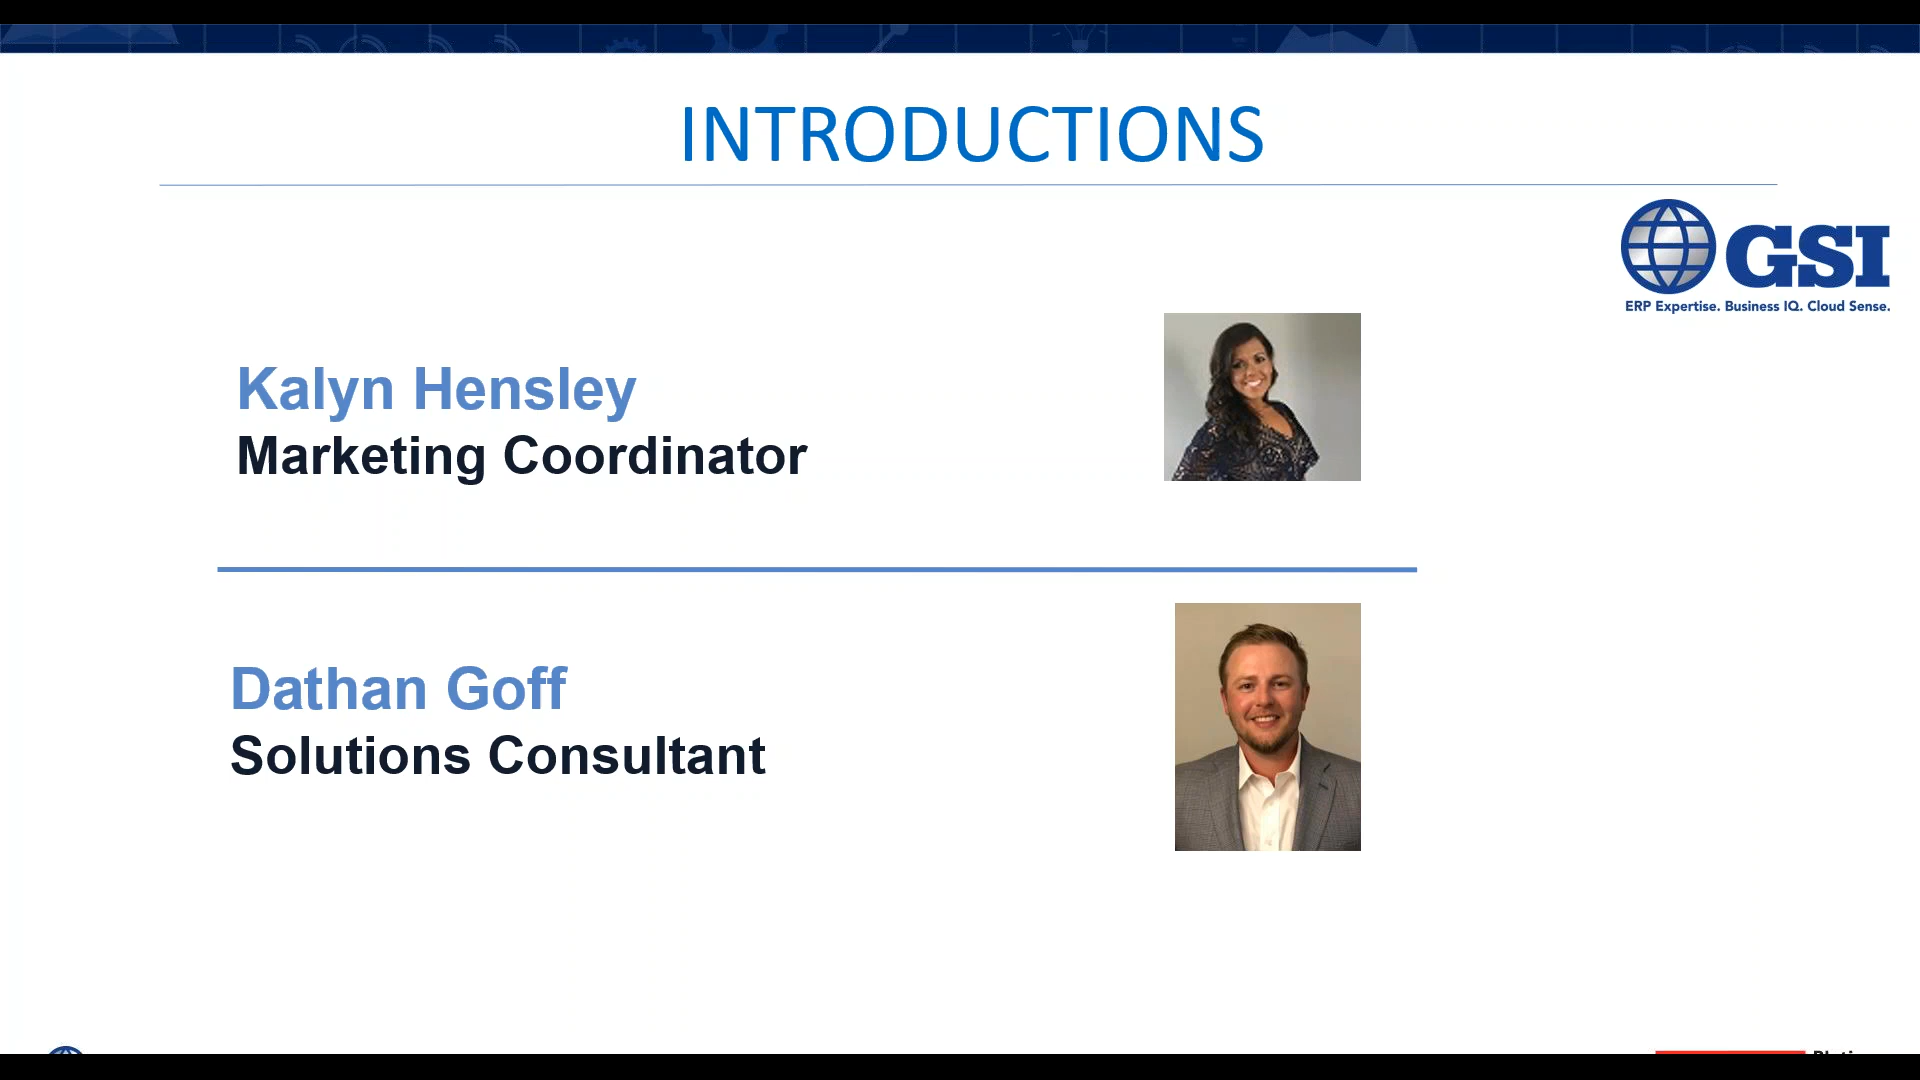 INTRODUCTIONS
GSI
ERP Expertise. Business IQ. Cloud Sense.
Kalyn Hensley
Marketing Coordinator
Dathan Goff
Solutions Consultant